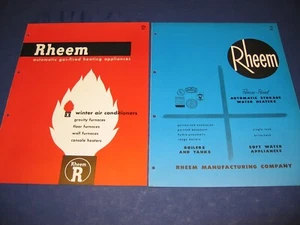 Rheem
automatic gas-fired heating appliances
winter air conditioners
gravity furnaces
floor furnaces
wall furnaces
console heaters
Rheem
R
Rheem
AUTOMATIC STORAGE
WATER HEATERS
BOILERS
AND TANKS
SOFT WATER
APPLIANCES
RHEEM MANUFACTURING COMPANY